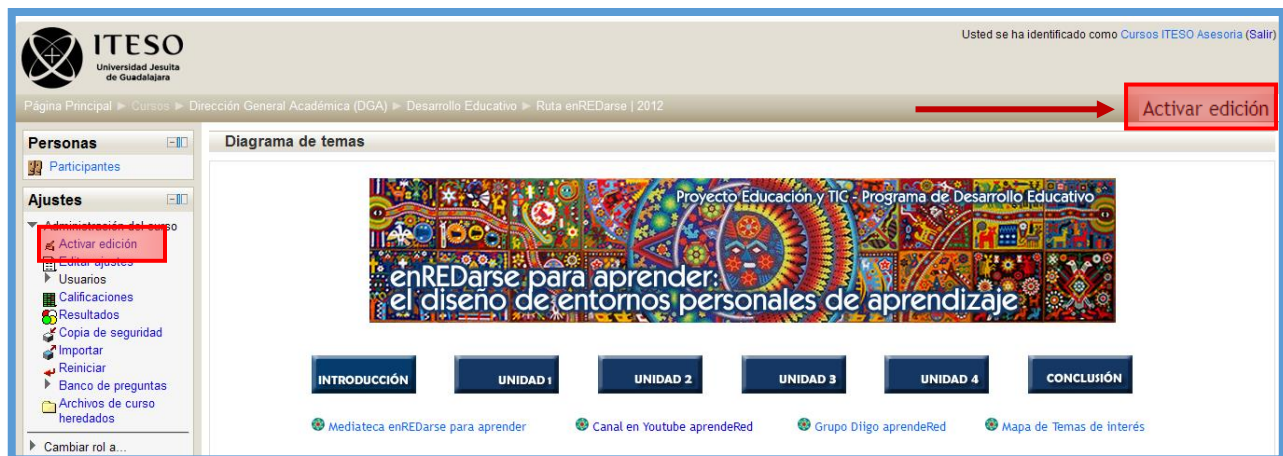 ITESO
Universidad Jesuita
de Guadalajara
Usted se ha identificado como Cursos ITESO Asesoria (Salir)
Página Principal ► Cursos ► Dirección General Académica (DGA) ► Desarrollo Educativo ► Ruta enREDarse | 2012
Activar edición
Personas
Participantes
Ajustes
Administración del curso
Activar edición
Editar ajustes
Usuarios
Calificaciones
Resultados
Copia de seguridad
Importar
Reiniciar
Banco de preguntas
Archivos de curso
heredados
Cambiar rol a...
Diagrama de temas
Proyecto Educación y TIC - Programa de Desarrollo Educativo
enREDarse para aprender:
el diseño de entornos personales de aprendizaje
INTRODUCCIÓN UNIDAD 1 UNIDAD 2 UNIDAD 3 UNIDAD 4 CONCLUSIÓN
Mediateca enREDarse para aprender Canal en Youtube aprendeRed Grupo Diigo aprendeRed Mapa de Temas de interés